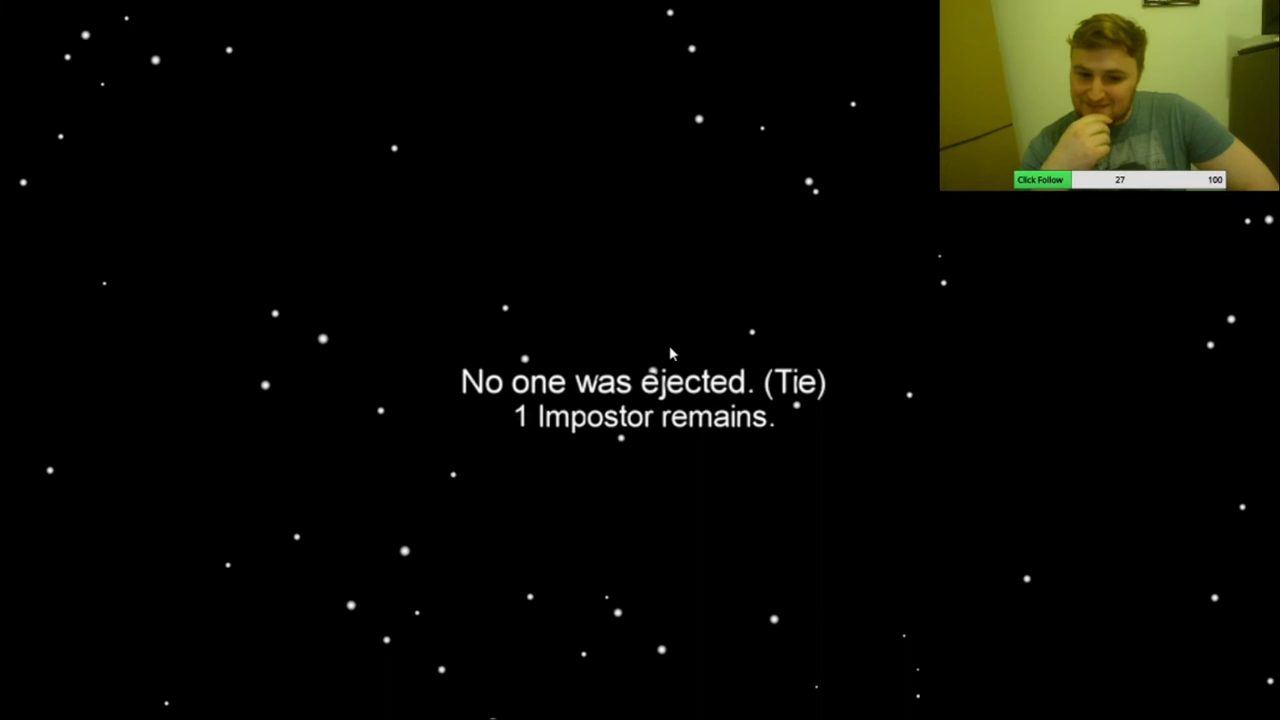 Click Follow 27 100
No one was ejected. (Tie)
1 Impostor remains.